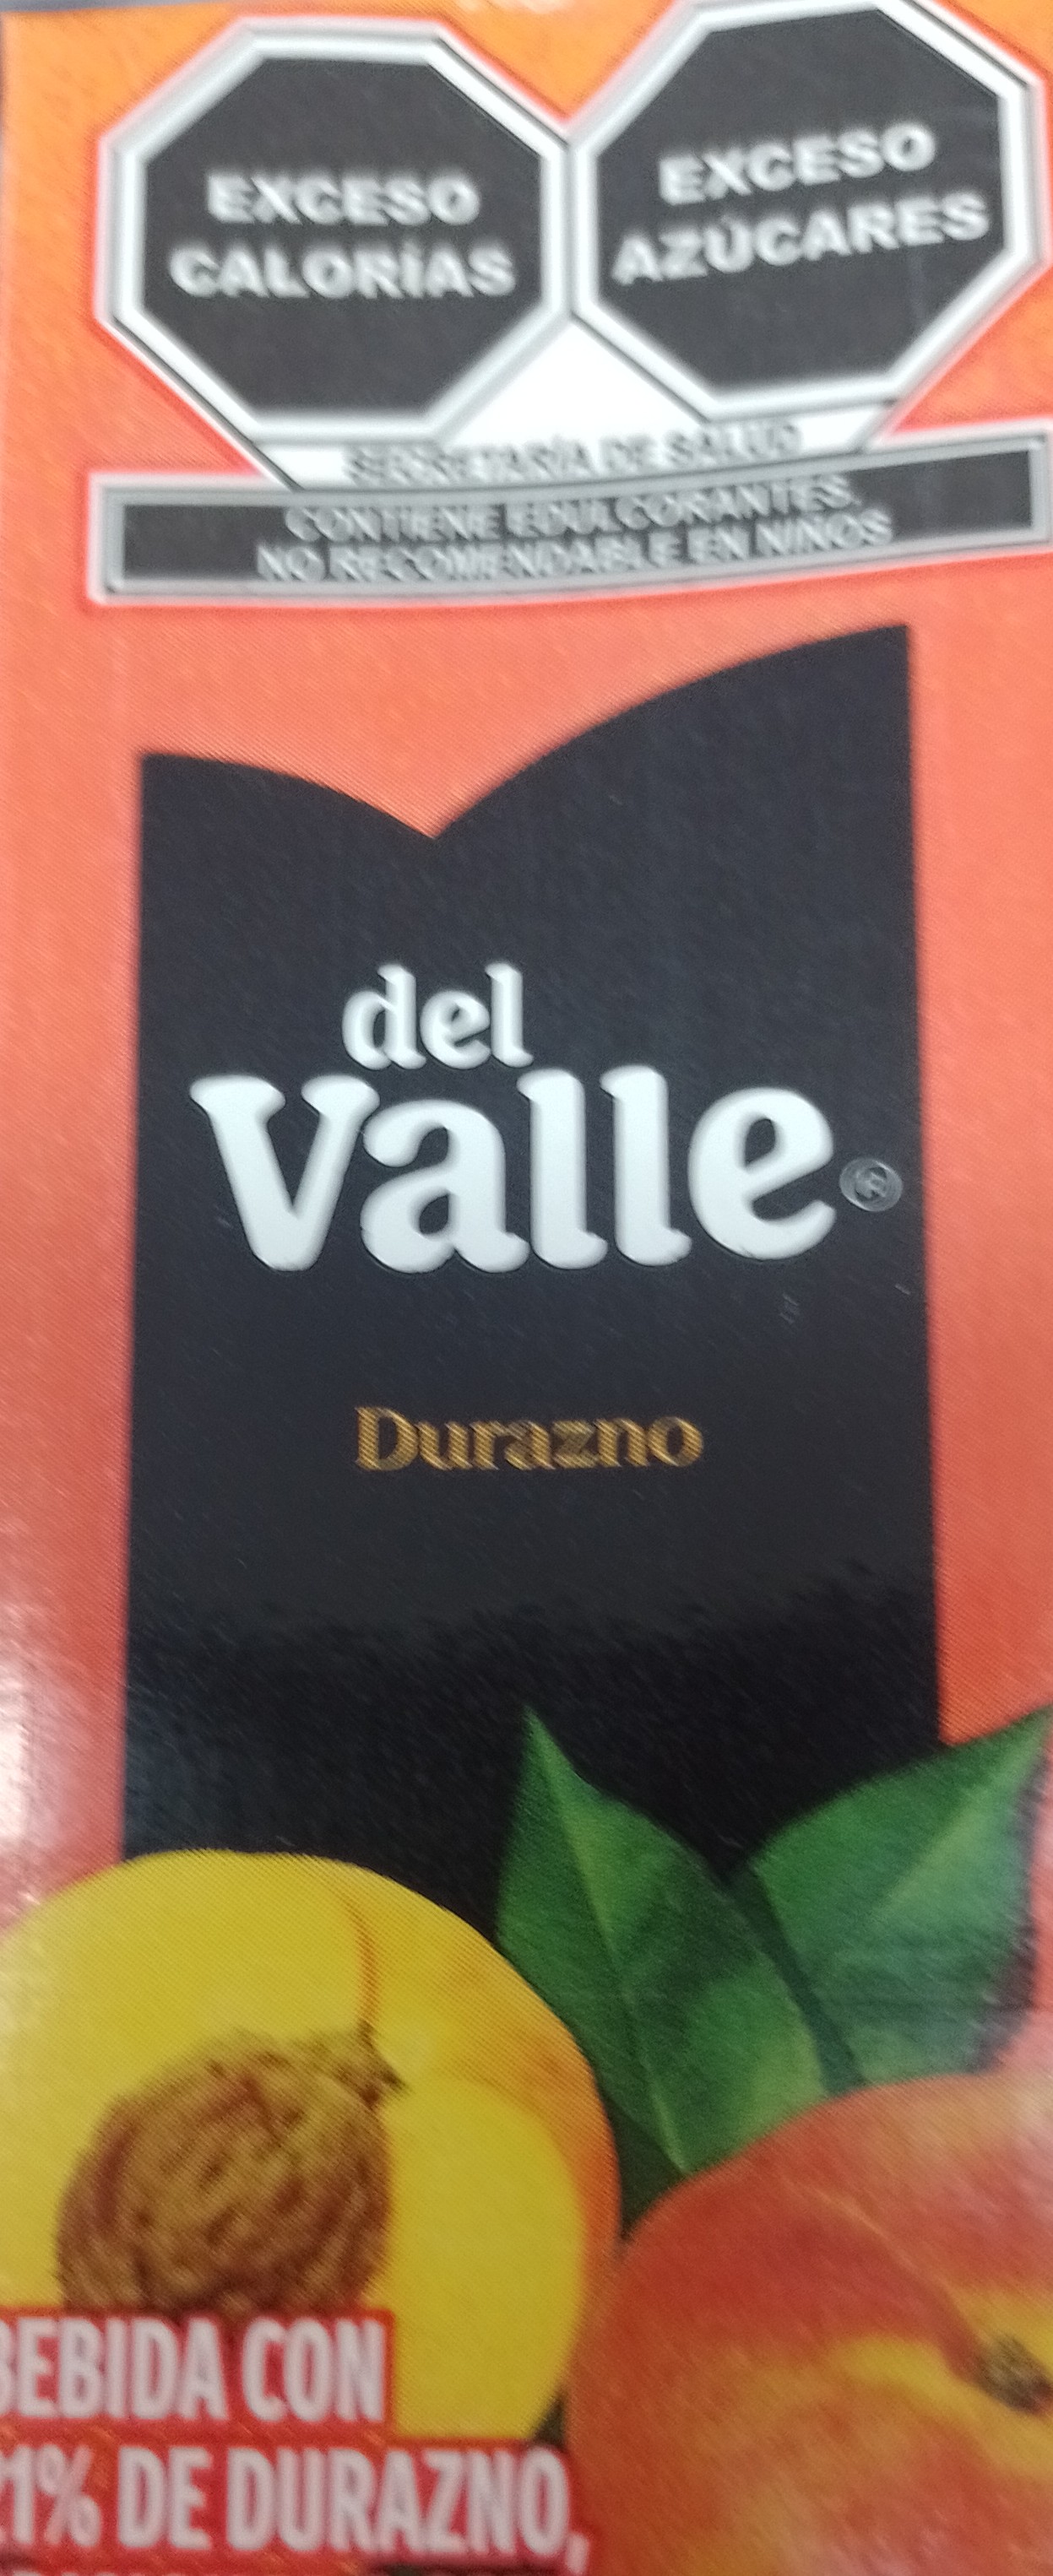 EXCESO
CALORÍAS
EXCESO
AZÚCARES
SECRETARÍA DE SALUD
CONTIENE EDULCORANTES,
NO RECOMENDABLE EN NIÑOS
del
Valle®
Durazno
BEBIDA CON
21% DE DURAZNO,